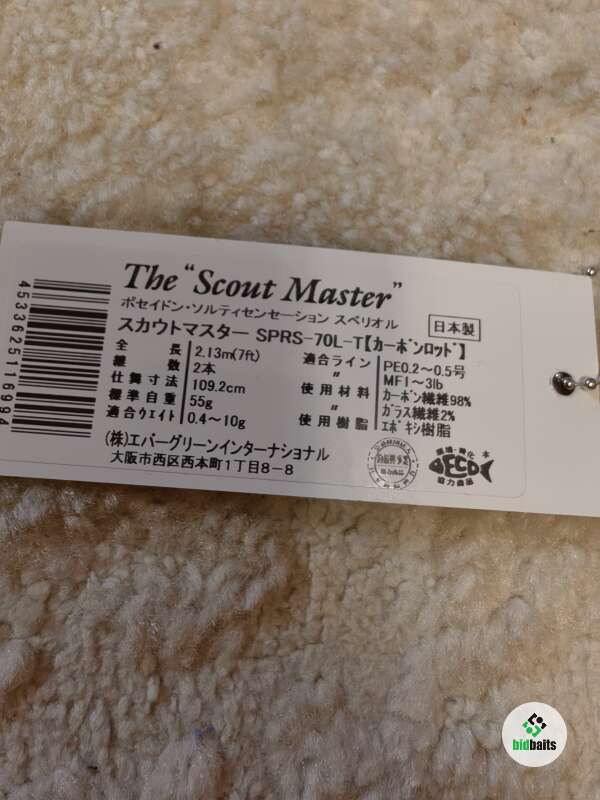 The “Scout Master”
ポセイドン・ソルティセンセーション スペリオル
日本製
スカウトマスター SPRS-70L-T【カーボンロッド】
全長 2.13m(7ft) 適合ライン PE0.2～0.5号
継数 2本 〃 MF1～3lb
仕舞寸法 109.2cm 使用材料 カーボン繊維98%
標準自重 55g 〃 ガラス繊維2%
適合ウエイト 0.4～10g 使用樹脂 エポキシ樹脂
(株)エバーグリーンインターナショナル
大阪市西区西本町1丁目8-8
4533625116994
ECO
協力商品
bidbaits